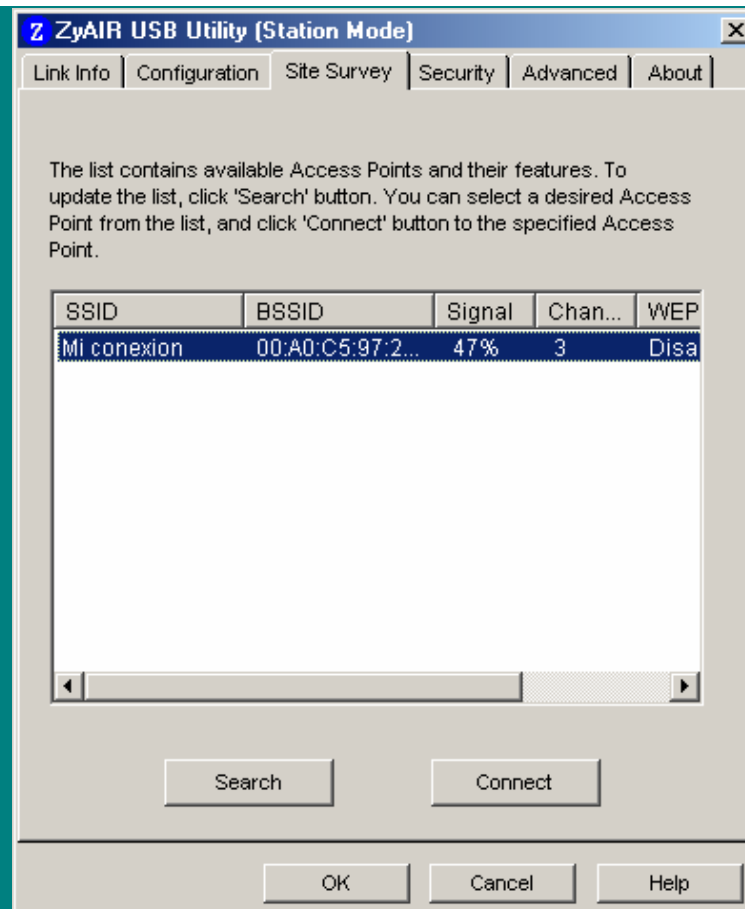 ZyAIR USB Utility (Station Mode)
Link Info Configuration Site Survey Security Advanced About
The list contains available Access Points and their features. To
update the list, click 'Search' button. You can select a desired Access
Point from the list, and click 'Connect' button to the specified Access
Point.
SSID BSSID Signal Chan... WEP
Mi conexion 00:A0:C5:97:2... 47% 3 Disa
Search Connect
OK Cancel Help